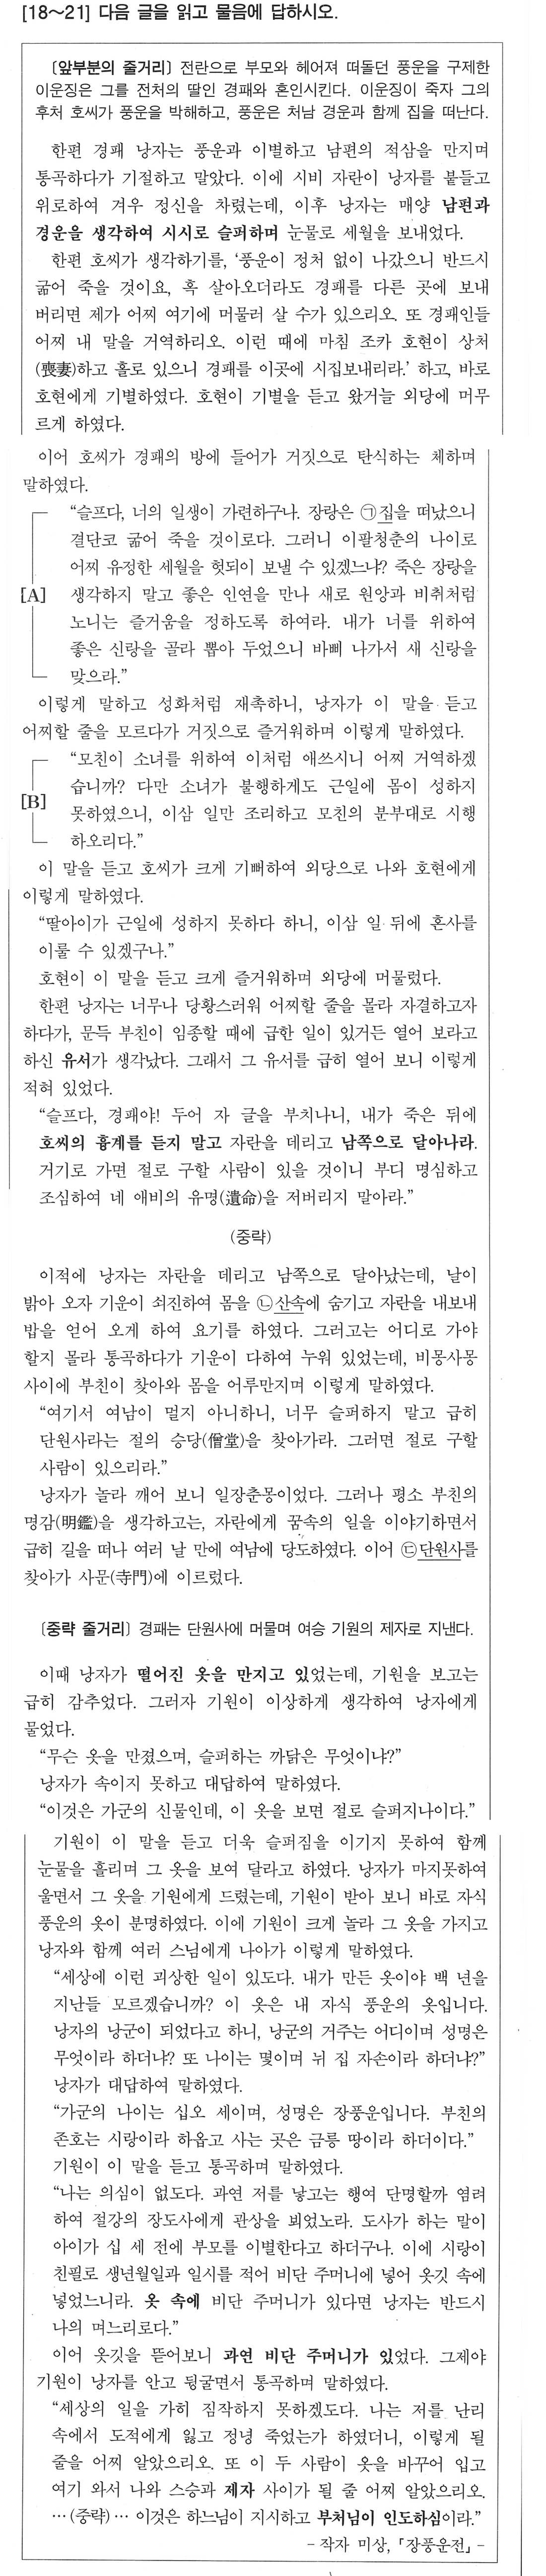 [18~21] 다음 글을 읽고 물음에 답하시오.
〔앞부분의 줄거리〕 전란으로 부모와 헤어져 떠돌던 풍운을 구제한
이운징은 그를 전처의 딸인 경패와 혼인시킨다. 이운징이 죽자 그의
후처 호씨가 풍운을 박해하고, 풍운은 처남 경운과 함께 집을 떠난다.
한편 경패 낭자는 풍운과 이별하고 남편의 적삼을 만지며
통곡하다가 기절하고 말았다. 이에 시비 자란이 낭자를 붙들고
위로하여 겨우 정신을 차렸는데, 이후 낭자는 매양 남편과
경운을 생각하여 시시로 슬퍼하며 눈물로 세월을 보내었다.
한편 호씨가 생각하기를, ‘풍운이 정처 없이 나갔으니 반드시
굶어 죽을 것이요, 혹 살아오더라도 경패를 다른 곳에 보내
버리면 제가 어찌 여기에 머물러 살 수가 있으리오. 또 경패인들
어찌 내 말을 거역하리오. 이런 때에 마침 조카 호현이 상처
(喪妻)하고 홀로 있으니 경패를 이곳에 시집보내리라.’ 하고, 바로
호현에게 기별하였다. 호현이 기별을 듣고 왔거늘 외당에 머무
르게 하였다.
이어 호씨가 경패의 방에 들어가 거짓으로 탄식하는 체하며
말하였다.
“슬프다, 너의 일생이 가련하구나. 장랑은 ㉠집을 떠났으니
결단코 굶어 죽을 것이로다. 그러니 이팔청춘의 나이로
어찌 유정한 세월을 헛되이 보낼 수 있겠느냐? 죽은 장랑을
[A] 생각하지 말고 좋은 인연을 만나 새로 원앙과 비취처럼
노니는 즐거움을 정하도록 하여라. 내가 너를 위하여
좋은 신랑을 골라 뽑아 두었으니 바삐 나가서 새 신랑을
맞으라.”
이렇게 말하고 성화처럼 재촉하니, 낭자가 이 말을 듣고
어찌할 줄을 모르다가 거짓으로 즐거워하며 이렇게 말하였다.
“모친이 소녀를 위하여 이처럼 애쓰시니 어찌 거역하겠
습니까? 다만 소녀가 불행하게도 근일에 몸이 성하지
[B] 못하였으니, 이삼 일만 조리하고 모친의 분부대로 시행
하오리다.”
이 말을 듣고 호씨가 크게 기뻐하여 외당으로 나와 호현에게
이렇게 말하였다.
“딸아이가 근일에 성하지 못하다 하니, 이삼 일 뒤에 혼사를
이룰 수 있겠구나.”
호현이 이 말을 듣고 크게 즐거워하며 외당에 머물렀다.
한편 낭자는 너무나 당황스러워 어찌할 줄을 몰라 자결하고자
하다가, 문득 부친이 임종할 때에 급한 일이 있거든 열어 보라고
하신 유서가 생각났다. 그래서 그 유서를 급히 열어 보니 이렇게
적혀 있었다.
“슬프다, 경패야! 두어 자 글을 부치나니, 내가 죽은 뒤에
호씨의 흉계를 듣지 말고 자란을 데리고 남쪽으로 달아나라.
거기로 가면 절로 구할 사람이 있을 것이니 부디 명심하고
조심하여 네 애비의 유명(遺命)을 저버리지 말아라.”
(중략)
이적에 낭자는 자란을 데리고 남쪽으로 달아났는데, 날이
밝아 오자 기운이 쇠진하여 몸을 ㉡산속에 숨기고 자란을 내보내
밥을 얻어 오게 하여 요기를 하였다. 그러고는 어디로 가야
할지 몰라 통곡하다가 기운이 다하여 누워 있었는데, 비몽사몽
사이에 부친이 찾아와 몸을 어루만지며 이렇게 말하였다.
“여기서 여남이 멀지 아니하니, 너무 슬퍼하지 말고 급히
단원사라는 절의 승당(僧堂)을 찾아가라. 그러면 절로 구할
사람이 있으리라.”
낭자가 놀라 깨어 보니 일장춘몽이었다. 그러나 평소 부친의
명감(明鑑)을 생각하고는, 자란에게 꿈속의 일을 이야기하면서
급히 길을 떠나 여러 날 만에 여남에 당도하였다. 이어 ㉢단원사를
찾아가 사문(寺門)에 이르렀다.
〔중략 줄거리〕 경패는 단원사에 머물며 여승 기원의 제자로 지낸다.
이때 낭자가 떨어진 옷을 만지고 있었는데, 기원을 보고는
급히 감추었다. 그러자 기원이 이상하게 생각하여 낭자에게
물었다.
“무슨 옷을 만졌으며, 슬퍼하는 까닭은 무엇이냐?”
낭자가 속이지 못하고 대답하여 말하였다.
“이것은 가군의 신물인데, 이 옷을 보면 절로 슬퍼지나이다.”
기원이 이 말을 듣고 더욱 슬퍼짐을 이기지 못하여 함께
눈물을 흘리며 그 옷을 보여 달라고 하였다. 낭자가 마지못하여
울면서 그 옷을 기원에게 드렸는데, 기원이 받아 보니 바로 자식
풍운의 옷이 분명하였다. 이에 기원이 크게 놀라 그 옷을 가지고
낭자와 함께 여러 스님에게 나아가 이렇게 말하였다.
“세상에 이런 괴상한 일이 있도다. 내가 만든 옷이야 백 년을
지난들 모르겠습니까? 이 옷은 내 자식 풍운의 옷입니다.
낭자의 낭군이 되었다고 하니, 낭군의 거주는 어디이며 성명은
무엇이라 하더냐? 또 나이는 몇이며 뉘 집 자손이라 하더냐?”
낭자가 대답하여 말하였다.
“가군의 나이는 십오 세이며, 성명은 장풍운입니다. 부친의
존호는 시랑이라 하옵고 사는 곳은 금릉 땅이라 하더이다.”
기원이 이 말을 듣고 통곡하며 말하였다.
“나는 의심이 없도다. 과연 저를 낳고는 행여 단명할까 염려
하여 절강의 장도사에게 관상을 뵈었노라. 도사가 하는 말이
아이가 십 세 전에 부모를 이별한다고 하더구나. 이에 시랑이
친필로 생년월일과 일시를 적어 비단 주머니에 넣어 옷깃 속에
넣었느니라. 옷 속에 비단 주머니가 있다면 낭자는 반드시
나의 며느리로다.”
이어 옷깃을 뜯어보니 과연 비단 주머니가 있었다. 그제야
기원이 낭자를 안고 뒹굴면서 통곡하며 말하였다.
“세상의 일을 가히 짐작하지 못하겠도다. 나는 저를 난리
속에서 도적에게 잃고 정녕 죽었는가 하였더니, 이렇게 될
줄을 어찌 알았으리오. 또 이 두 사람이 옷을 바꾸어 입고
여기 와서 나와 스승과 제자 사이가 될 줄 어찌 알았으리오.
…(중략)… 이것은 하느님이 지시하고 부처님이 인도하심이라.”
- 작자 미상, 「장풍운전」 -